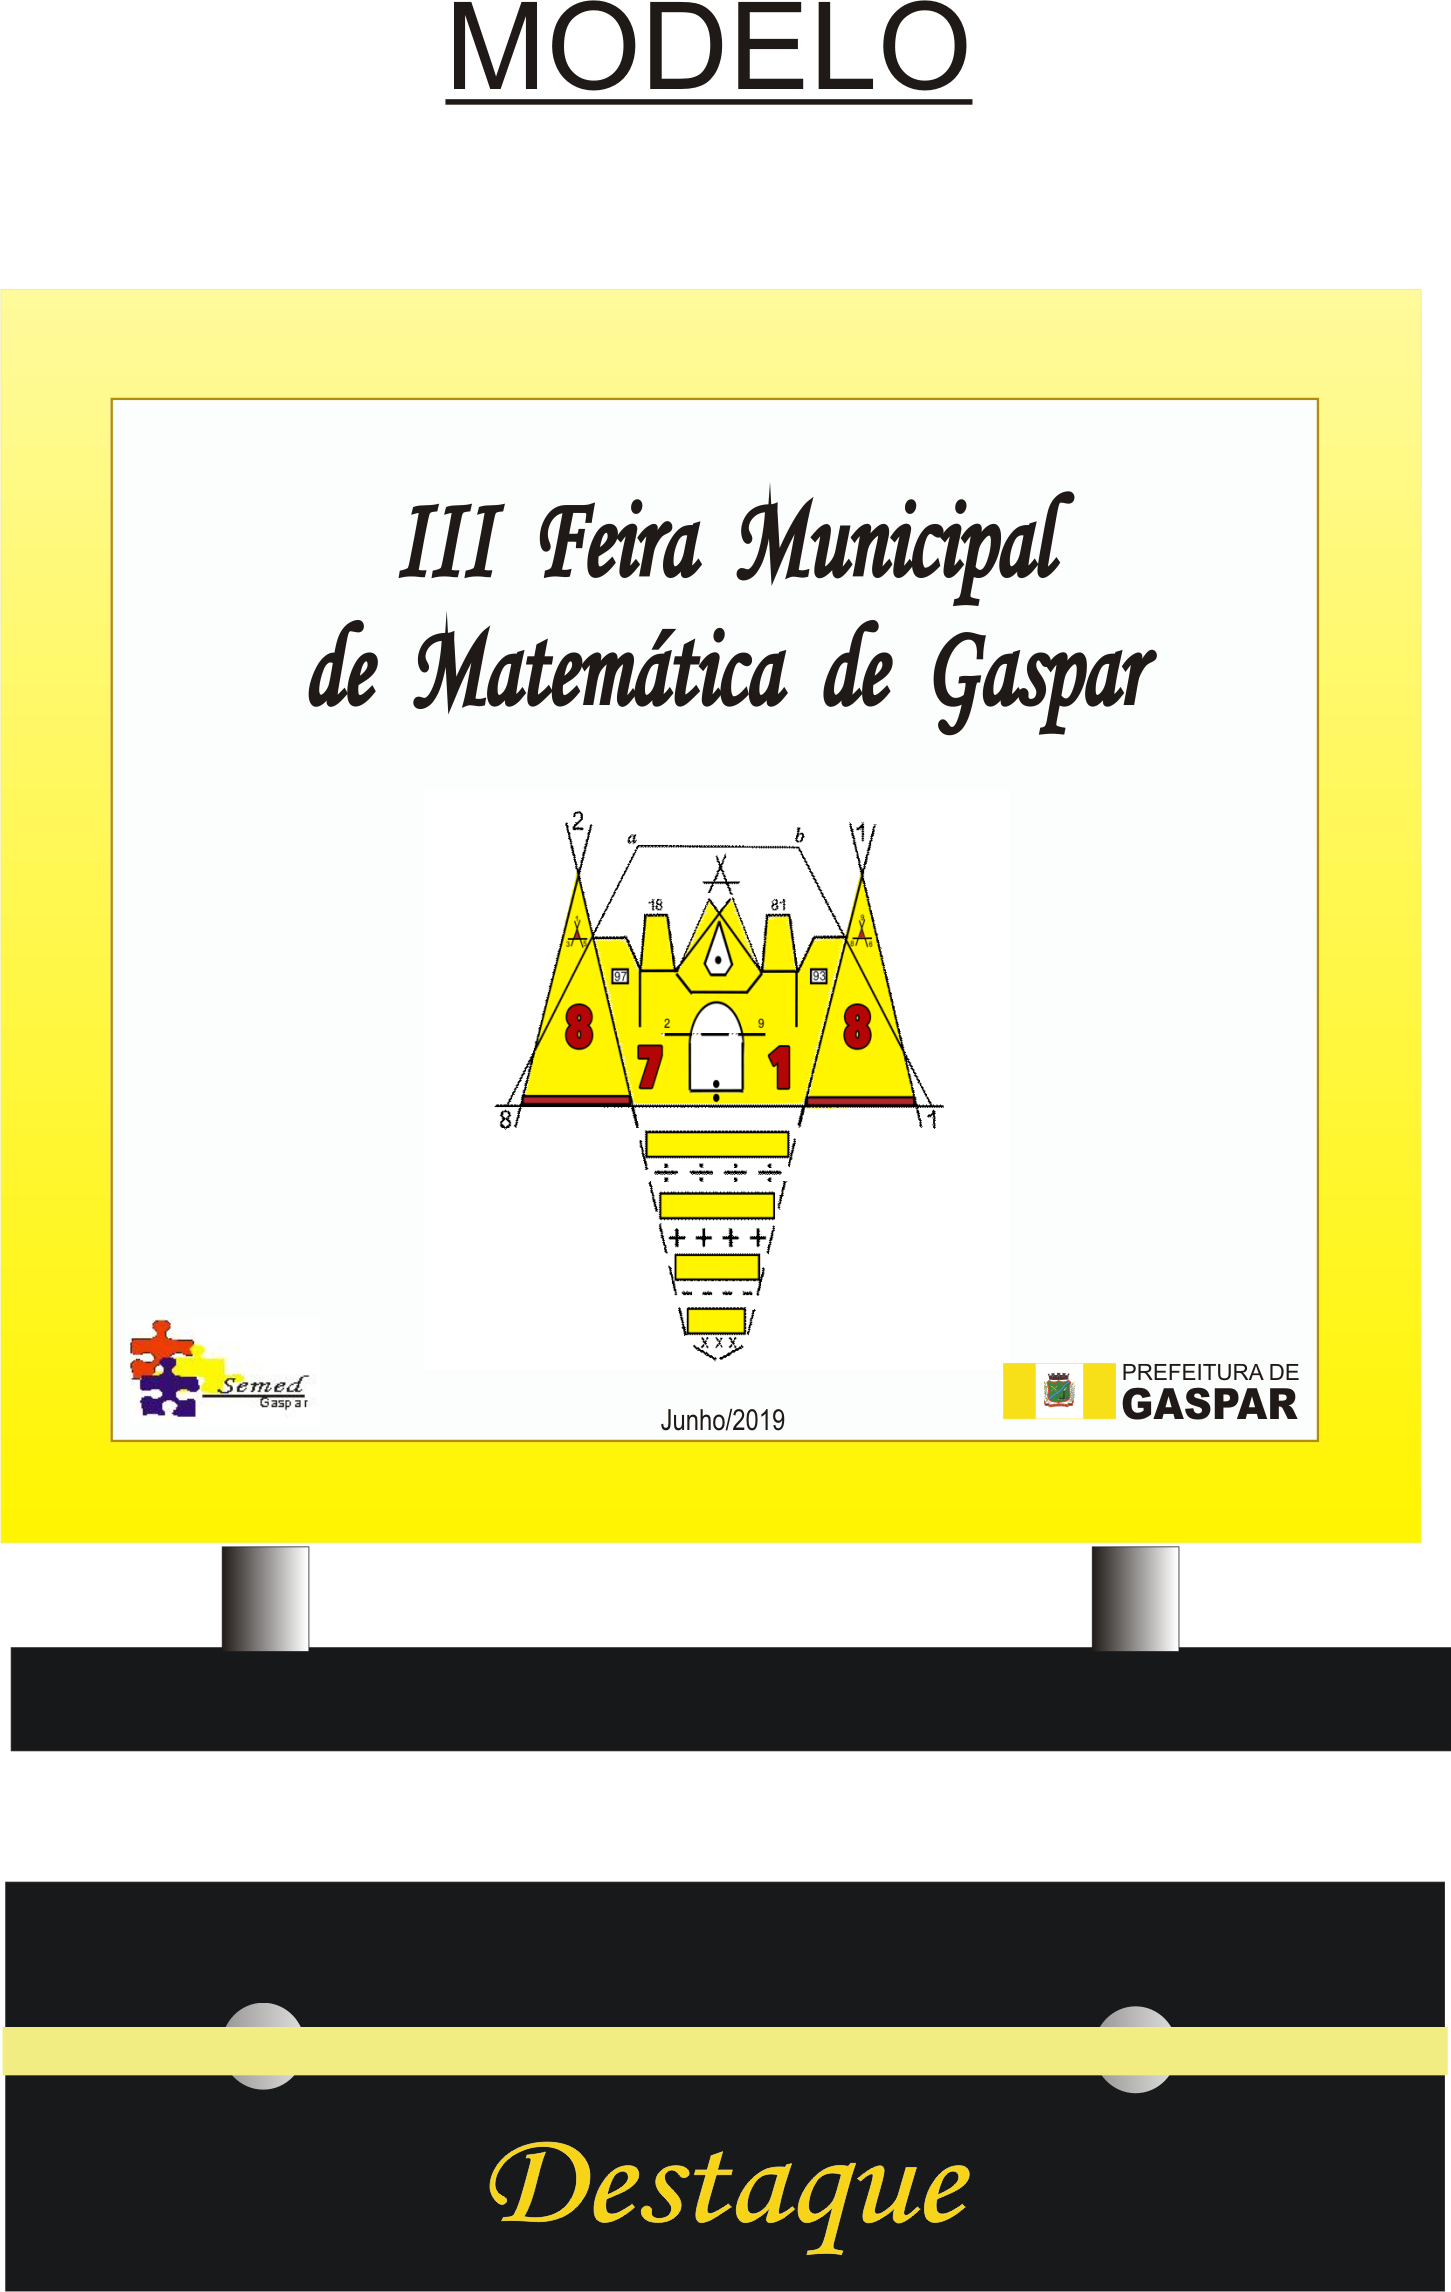 MODELO
III Feira Municipal
de Matemática de Gaspar
2
a
b
1
18
81
97
93
8
8
2
9
7
1
8
1
÷ ÷ ÷ ÷
+ + + +
- - - -
x x x
Semed
Gaspar
Junho/2019
PREFEITURA DE
GASPAR
Destaque